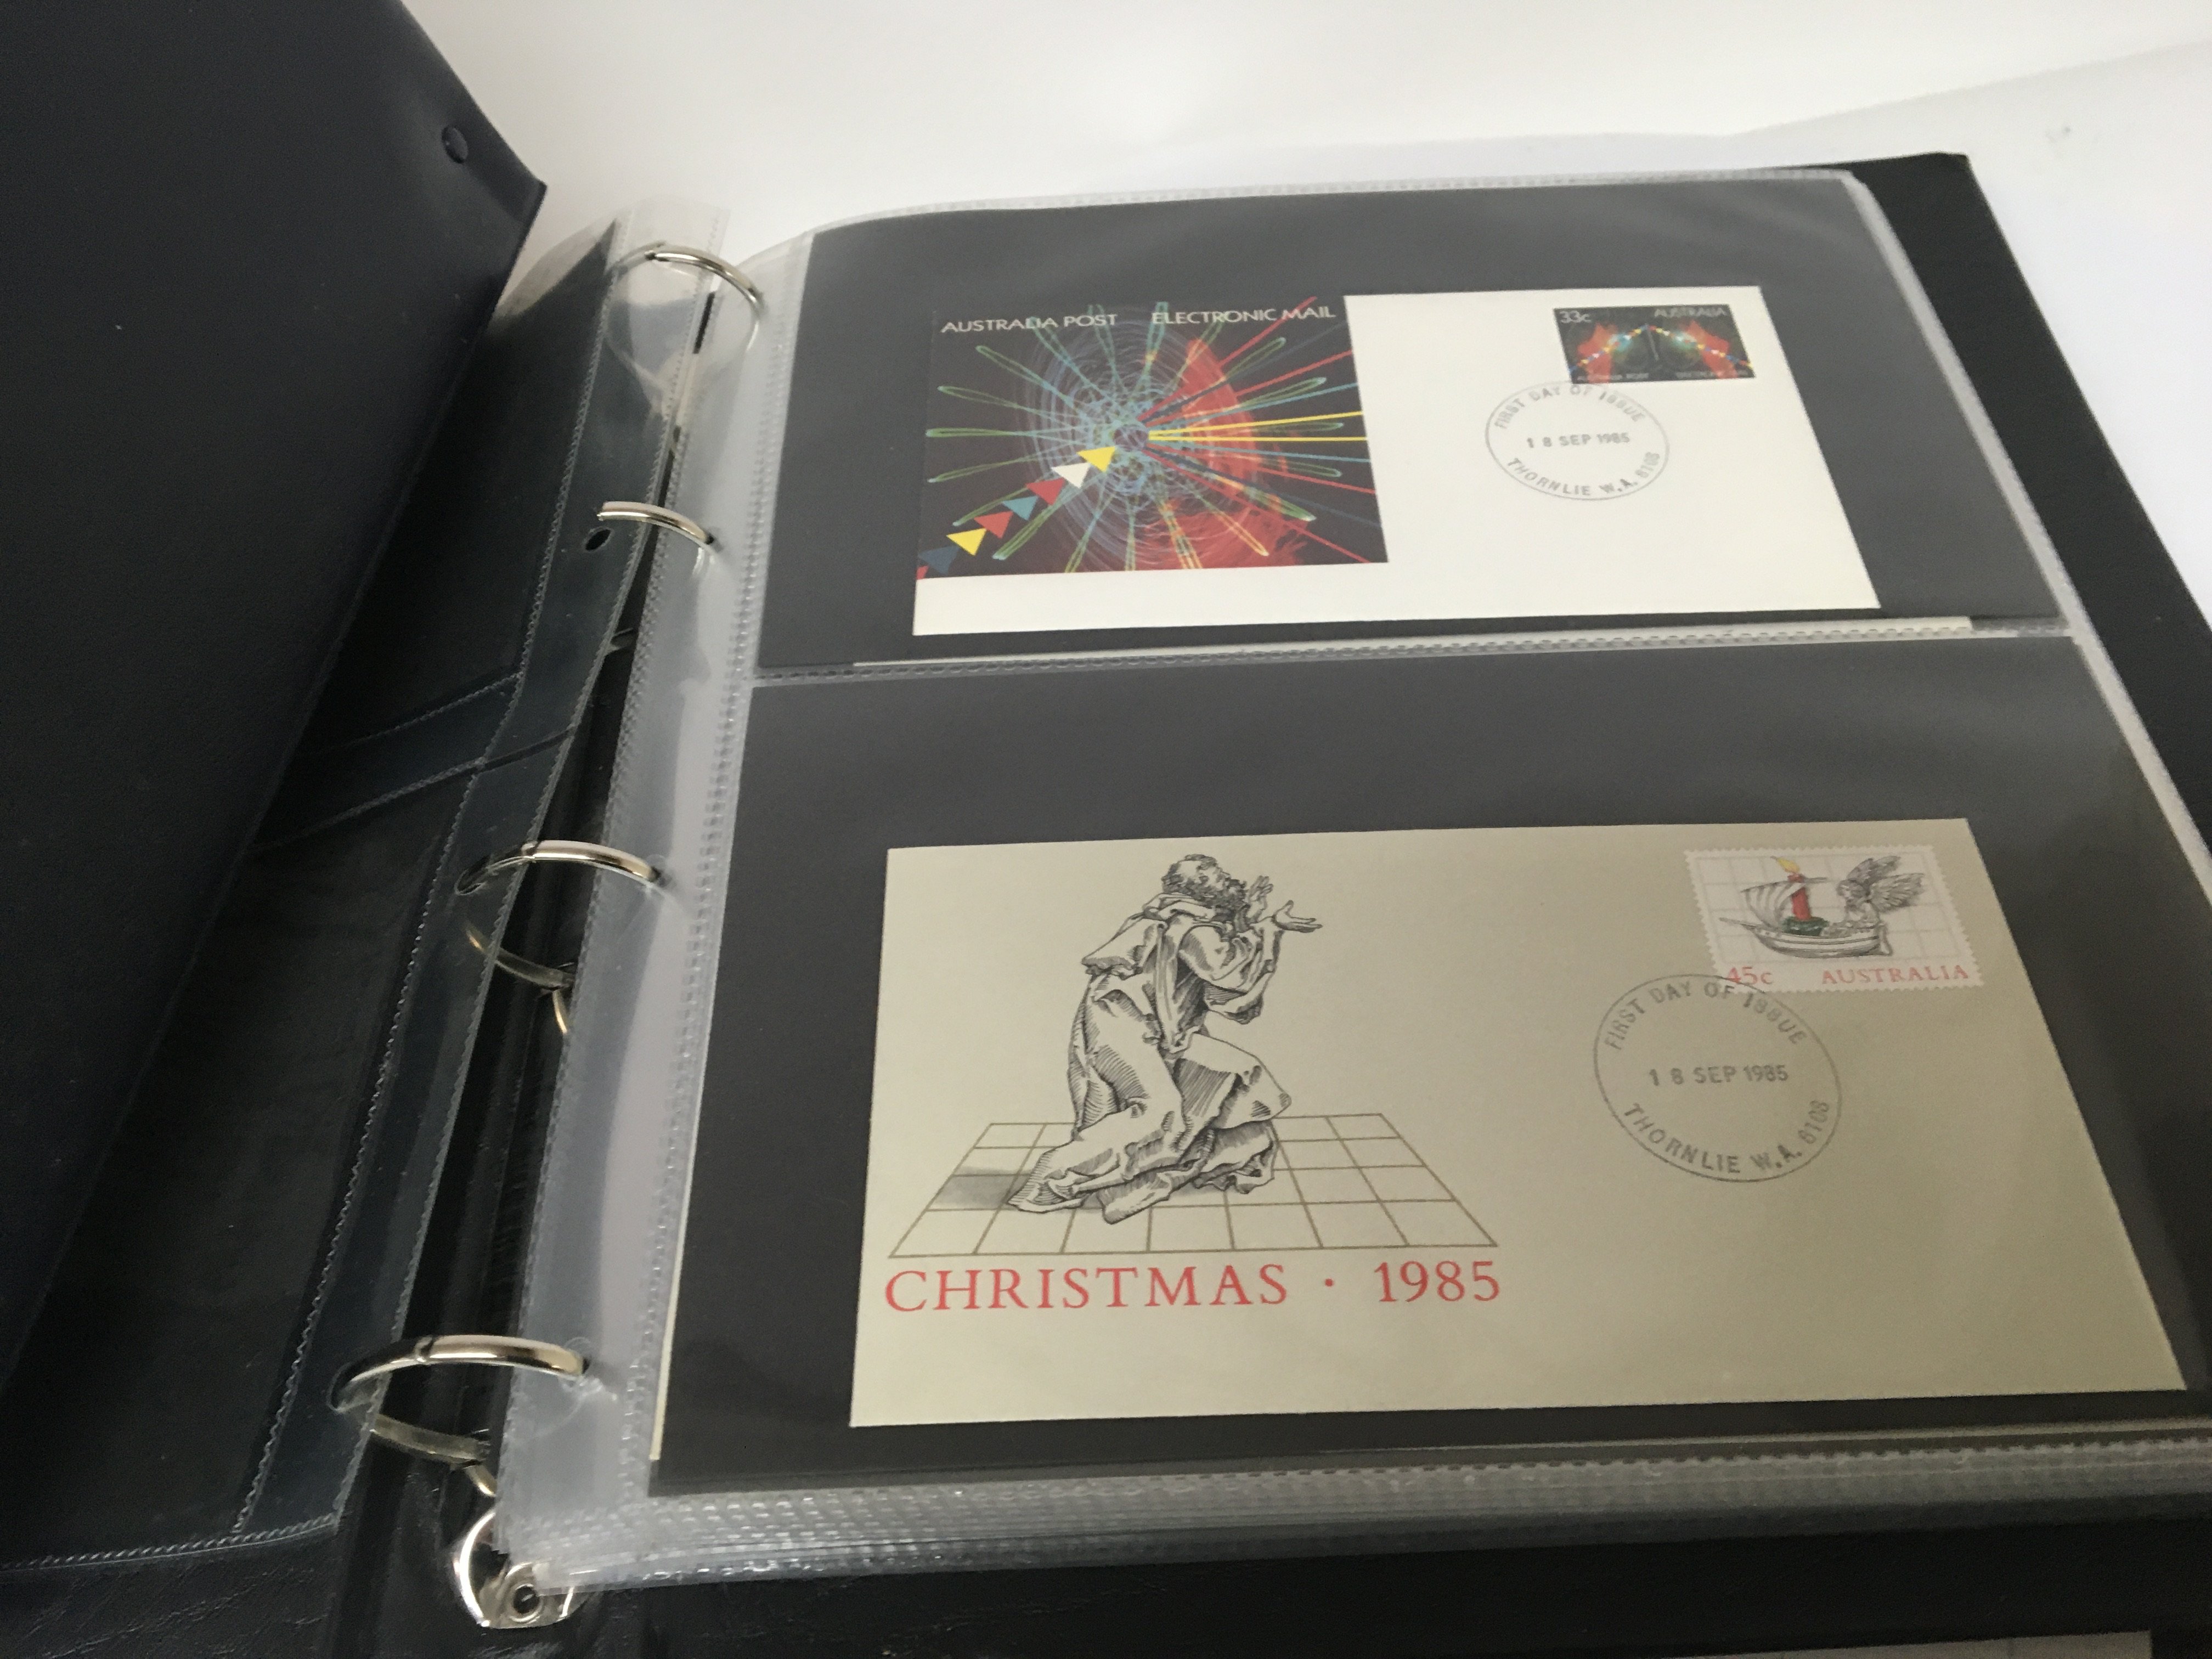 AUSTRALIA POST ELECTRONIC MAIL
33c AUSTRALIA
FIRST DAY OF ISSUE
18 SEP 1985
THORNLIE W.A. 6108
45c AUSTRALIA
FIRST DAY OF ISSUE
18 SEP 1985
THORNLIE W.A. 6108
CHRISTMAS · 1985